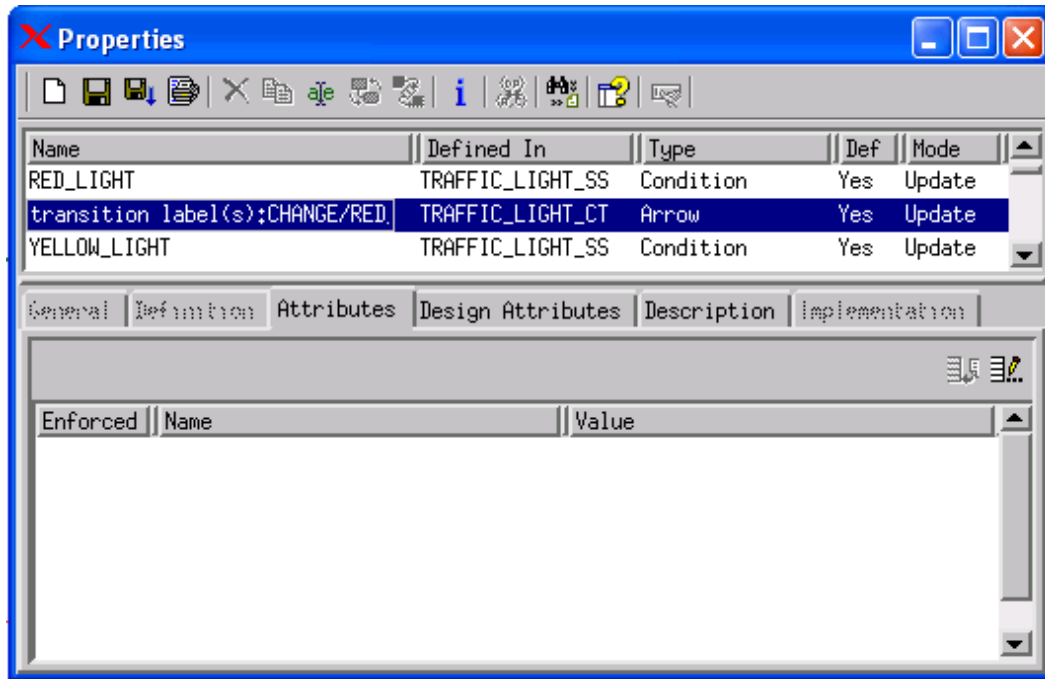 Properties
Name Defined In Type Def Mode
RED_LIGHT TRAFFIC_LIGHT_SS Condition Yes Update
transition label(s):CHANGE/RED_ TRAFFIC_LIGHT_CT Arrow Yes Update
YELLOW_LIGHT TRAFFIC_LIGHT_SS Condition Yes Update
General Definition Attributes Design Attributes Description Implementation
Enforced Name Value